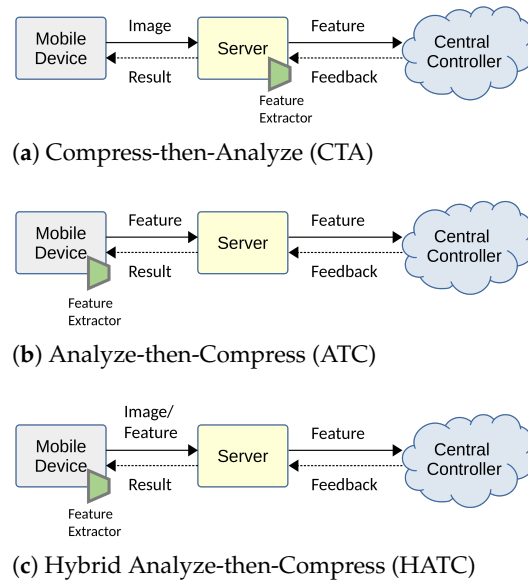 Mobile
Device
Image
Result
Server
Feature
Feedback
Central
Controller
Feature
Extractor
(a) Compress-then-Analyze (CTA)
Mobile
Device
Feature
Result
Server
Feature
Feedback
Central
Controller
Feature
Extractor
(b) Analyze-then-Compress (ATC)
Mobile
Device
Image/
Feature
Result
Server
Feature
Feedback
Central
Controller
Feature
Extractor
(c) Hybrid Analyze-then-Compress (HATC)